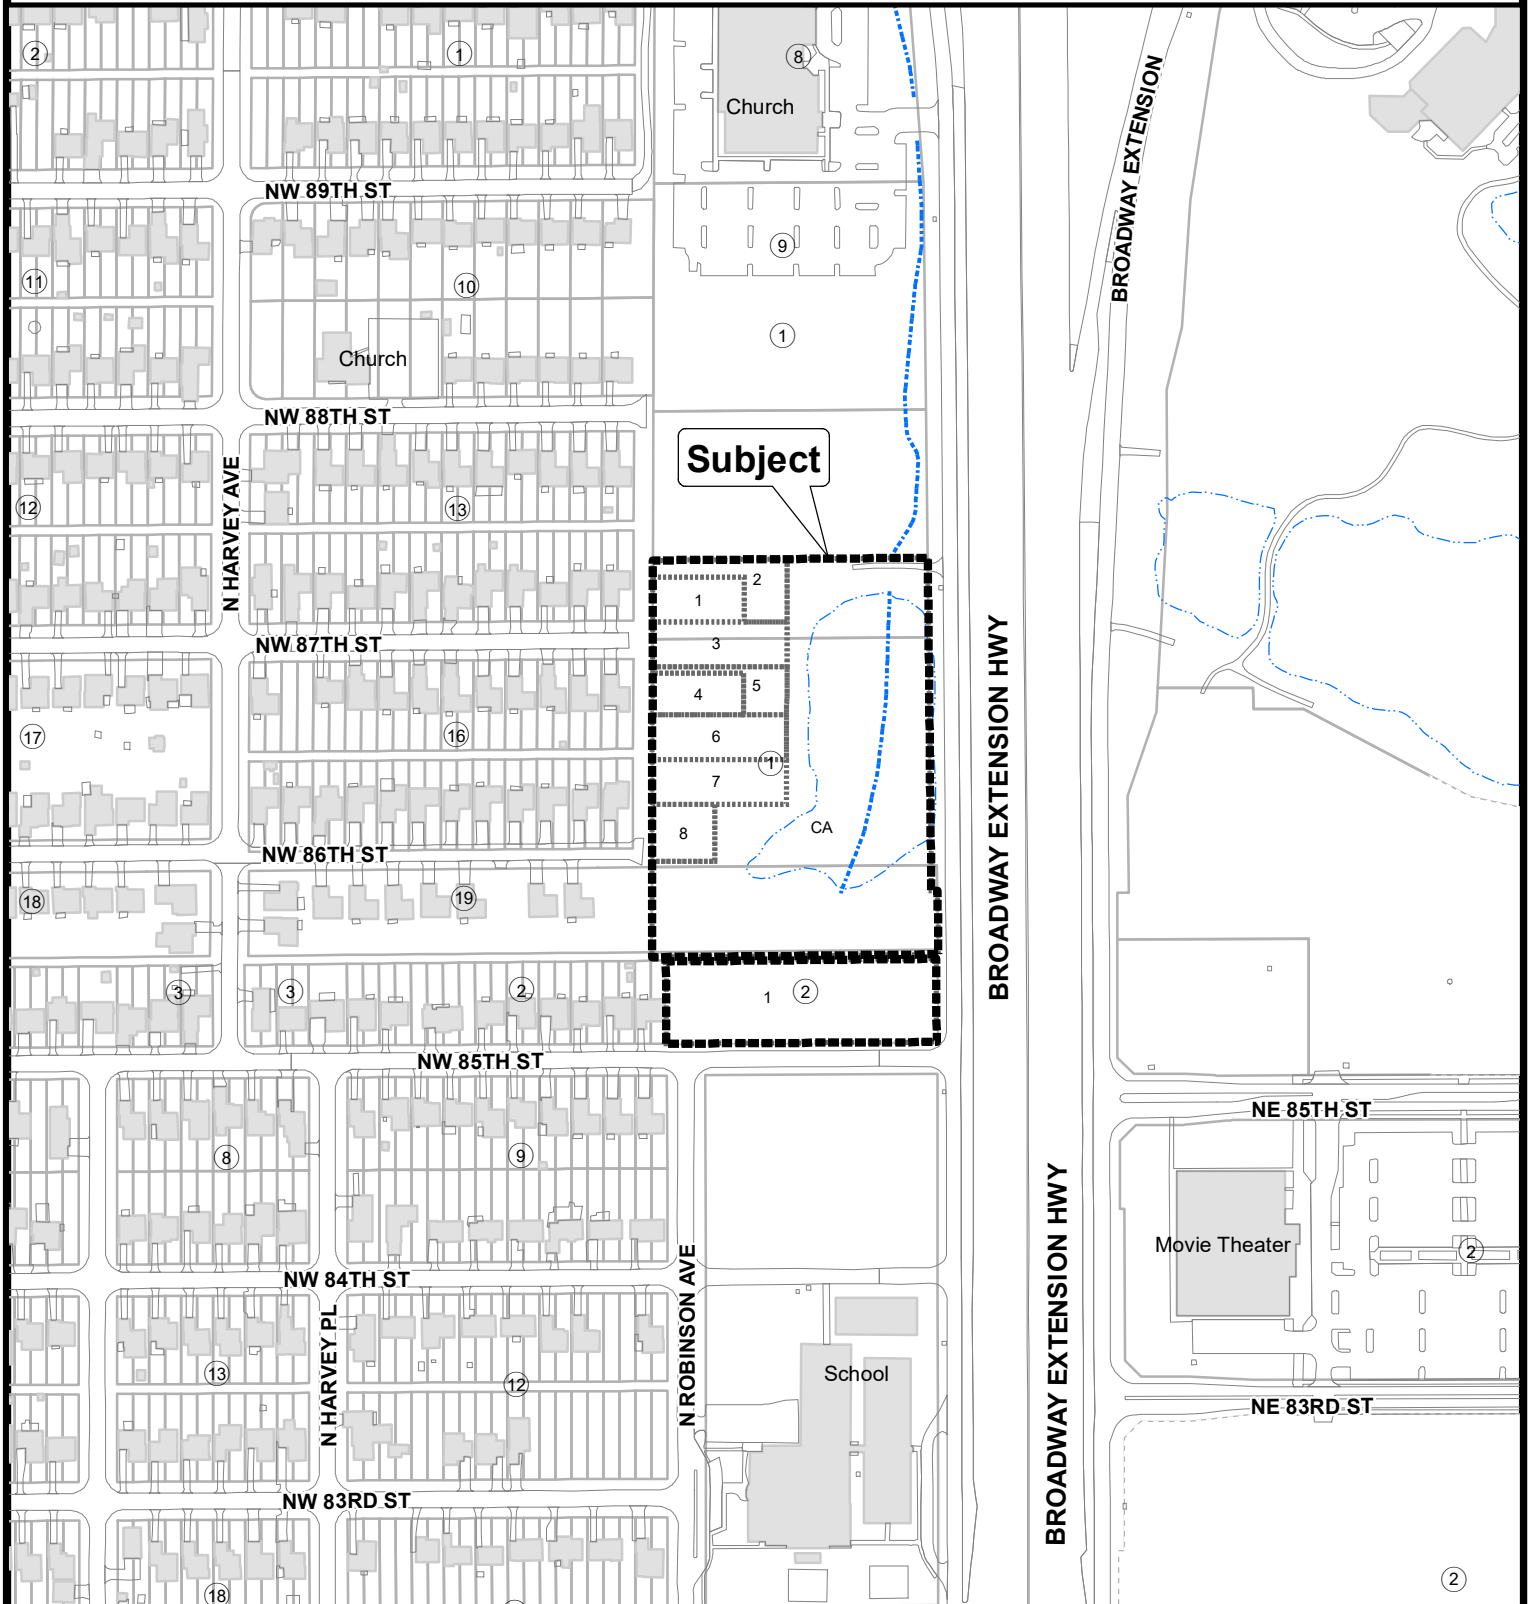 2
1
8
Church
BROADWAY EXTENSION
NW 89TH ST
9
11
10
1
Church
NW 88TH ST
Subject
N HARVEY AVE
12
13
2
1
3
NW 87TH ST
5
4
17
16
6
1
7
8
CA
BROADWAY EXTENSION HWY
NW 86TH ST
18
19
3
3
2
1
2
NW 85TH ST
NE 85TH ST
8
9
BROADWAY EXTENSION HWY
Movie Theater
2
NW 84TH ST
N HARVEY PL
N ROBINSON AVE
13
12
School
NE 83RD ST
NW 83RD ST
18
2